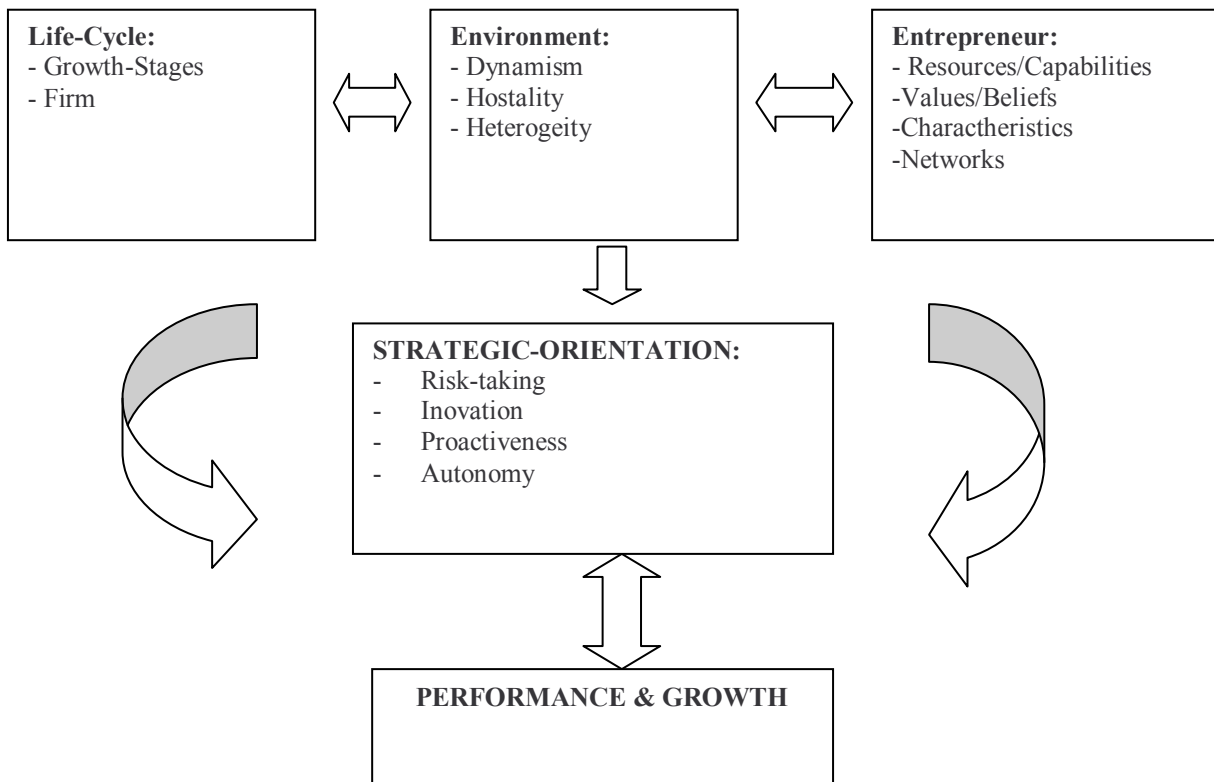 Life-Cycle:
- Growth-Stages
- Firm
Environment:
- Dynamism
- Hostality
- Heterogeity
Entrepreneur:
- Resources/Capabilities
-Values/Beliefs
-Charactheristics
-Networks
STRATEGIC-ORIENTATION:
- Risk-taking
- Inovation
- Proactiveness
- Autonomy
PERFORMANCE & GROWTH